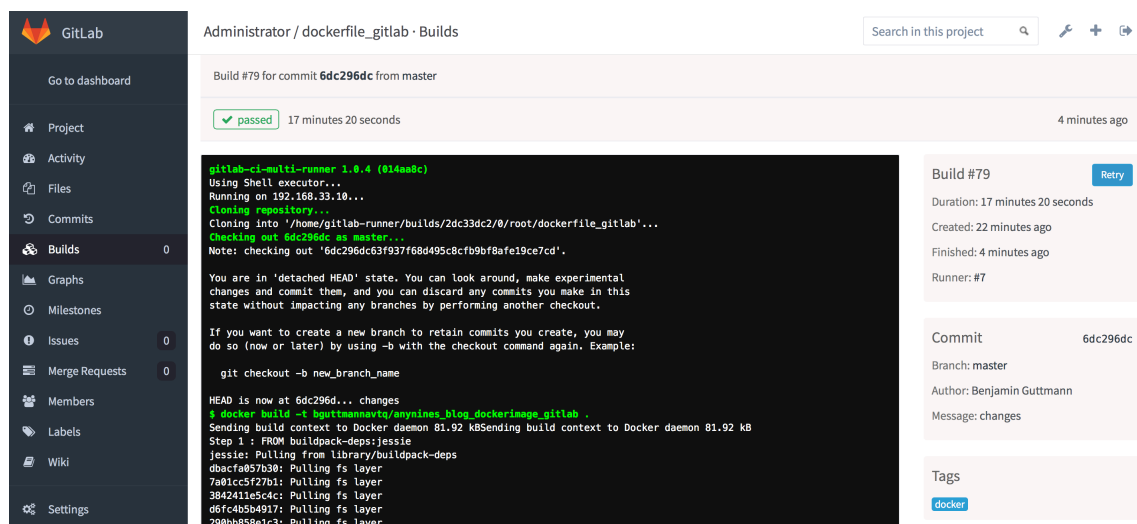 GitLab
Administrator / dockerfile_gitlab · Builds
Search in this project
Go to dashboard
Project
Activity
Files
Commits
Builds 0
Graphs
Milestones
Issues 0
Merge Requests 0
Members
Labels
Wiki
Settings
Build #79 for commit 6dc296dc from master
passed 17 minutes 20 seconds
4 minutes ago
gitlab-ci-multi-runner 1.0.4 (014aa8c)
Using Shell executor...
Running on 192.168.33.10...
Cloning repository...
Cloning into '/home/gitlab-runner/builds/2dc33dc2/0/root/dockerfile_gitlab'...
Checking out 6dc296dc as master...
Note: checking out '6dc296dc63f937f68d495c8cfb9bf8afe19ce7cd'.
You are in 'detached HEAD' state. You can look around, make experimental
changes and commit them, and you can discard any commits you make in this
state without impacting any branches by performing another checkout.
If you want to create a new branch to retain commits you create, you may
do so (now or later) by using -b with the checkout command again. Example:
git checkout -b new_branch_name
HEAD is now at 6dc296d... changes
$ docker build -t bguttmannavtq/anynines_blog_dockerimage_gitlab .
Sending build context to Docker daemon 81.92 kBSending build context to Docker daemon 81.92 kB
Step 1 : FROM buildpack-deps:jessie
jessie: Pulling from library/buildpack-deps
dbacfa057b30: Pulling fs layer
7a01cc5f27b1: Pulling fs layer
3842411e5c4c: Pulling fs layer
d6fc4b5b4917: Pulling fs layer
290bb858e1c3: Pulling fs layer
Build #79
Retry
Duration: 17 minutes 20 seconds
Created: 22 minutes ago
Finished: 4 minutes ago
Runner: #7
Commit 6dc296dc
Branch: master
Author: Benjamin Guttmann
Message: changes
Tags
docker